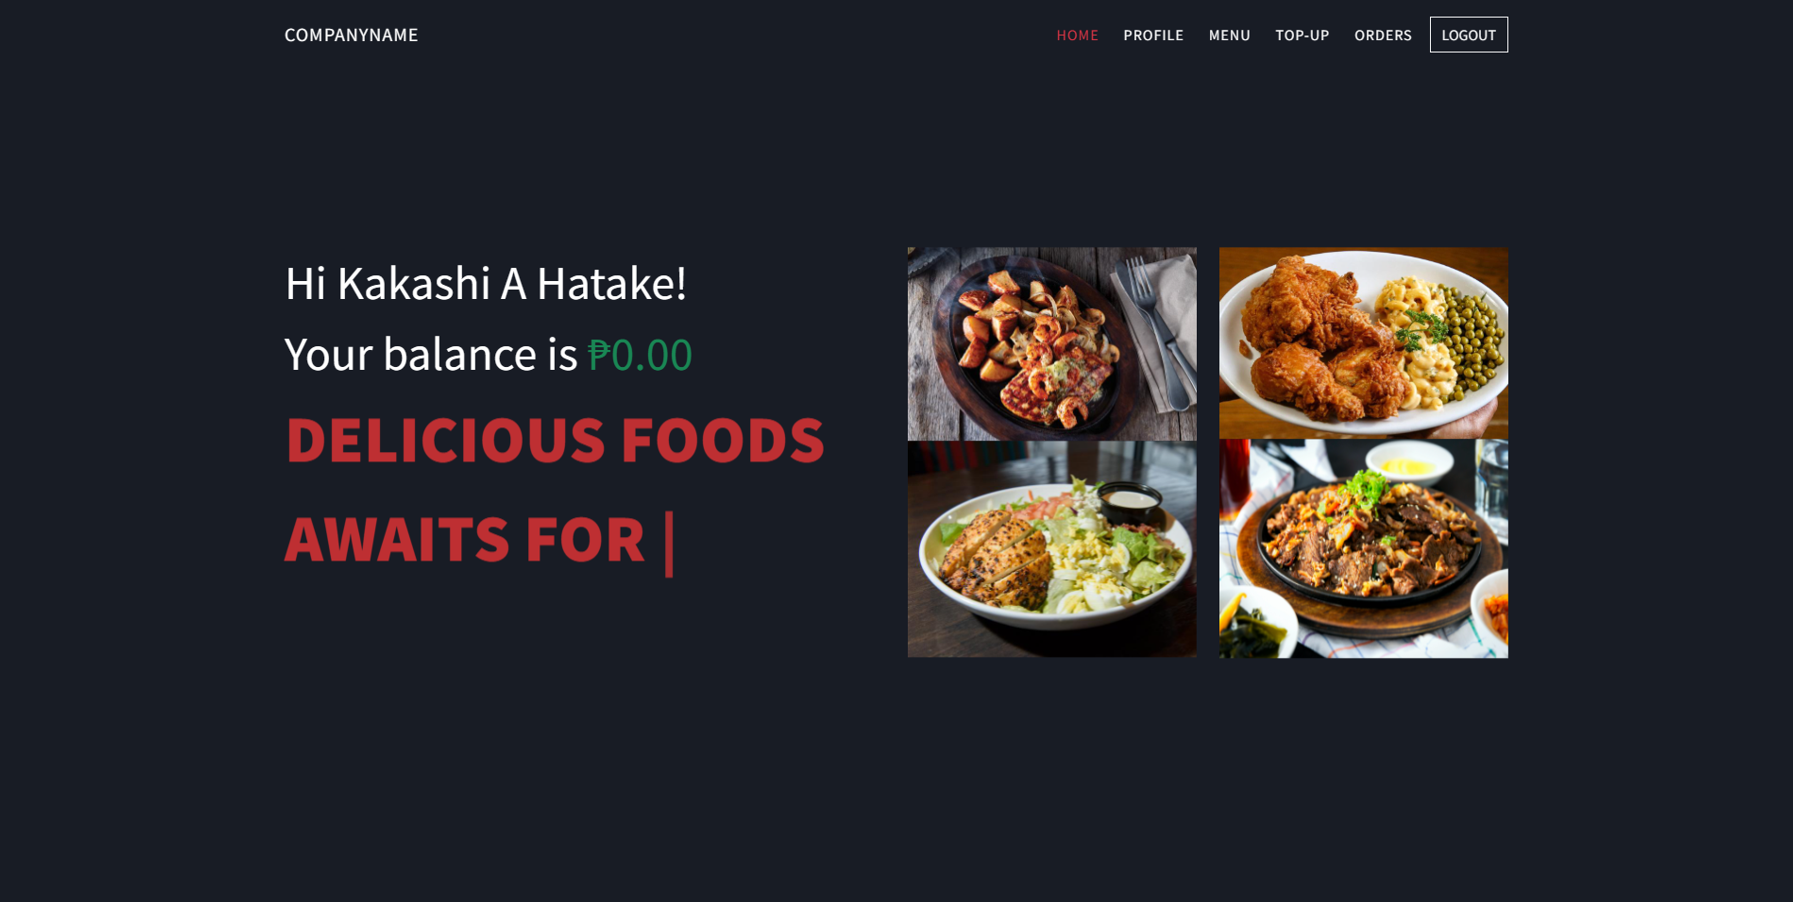 COMPANYNAME
HOME PROFILE MENU TOP-UP ORDERS LOGOUT
Hi Kakashi A Hatake!
Your balance is ₱0.00
DELICIOUS FOODS
AWAITS FOR |